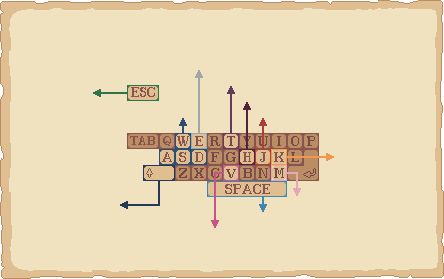 ESC
TAB Q W E R T Y U I O P
A S D F G H J K L
Z X C V B N M
SPACE